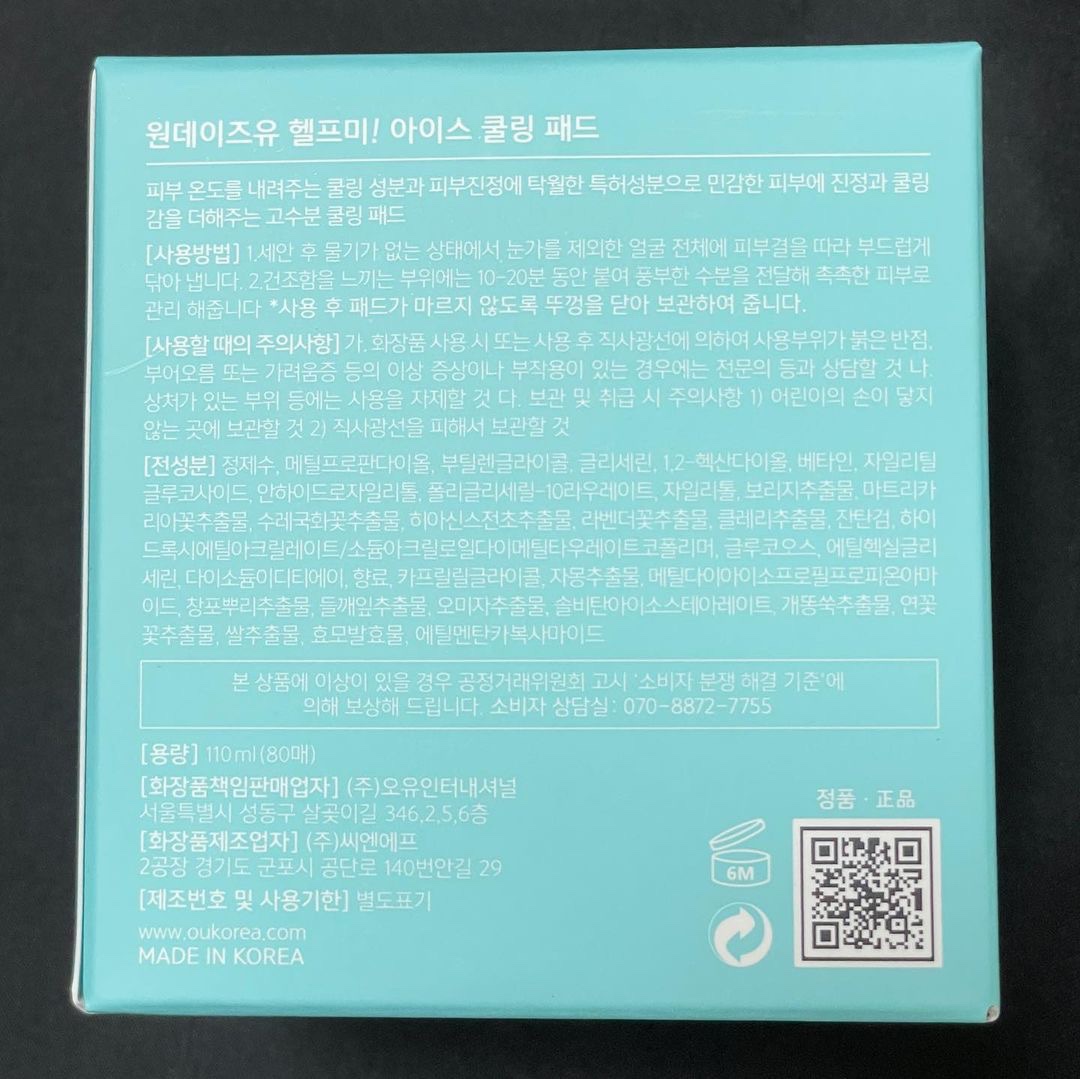 원데이즈유 헬프미! 아이스 쿨링 패드
피부 온도를 내려주는 쿨링 성분과 피부진정에 탁월한 특허성분으로 민감한 피부에 진정과 쿨링
감을 더해주는 고수분 쿨링 패드
[사용방법] 1.세안 후 물기가 없는 상태에서 눈가를 제외한 얼굴 전체에 피부결을 따라 부드럽게
닦아 냅니다. 2.건조함을 느끼는 부위에는 10-20분 동안 붙여 풍부한 수분을 전달해 촉촉한 피부로
관리 해줍니다 *사용 후 패드가 마르지 않도록 뚜껑을 닫아 보관하여 줍니다.
[사용할 때의 주의사항] 가. 화장품 사용 시 또는 사용 후 직사광선에 의하여 사용부위가 붉은 반점,
부어오름 또는 가려움증 등의 이상 증상이나 부작용이 있는 경우에는 전문의 등과 상담할 것 나.
상처가 있는 부위 등에는 사용을 자제할 것 다. 보관 및 취급 시 주의사항 1) 어린이의 손이 닿지
않는 곳에 보관할 것 2) 직사광선을 피해서 보관할 것
[전성분] 정제수, 메틸프로판다이올, 부틸렌글라이콜, 글리세린, 1,2-헥산다이올, 베타인, 자일리틸
글루코사이드, 안하이드로자일리톨, 폴리글리세릴-10라우레이트, 자일리톨, 보리지추출물, 마트리카
리아꽃추출물, 수레국화꽃추출물, 히아신스전초추출물, 라벤더꽃추출물, 클레리추출물, 잔탄검, 하이
드록시에틸아크릴레이트/소듐아크릴로일다이메틸타우레이트코폴리머, 글루코오스, 에틸헥실글리
세린, 다이소듐이디티에이, 향료, 카프릴릴글라이콜, 자몽추출물, 메틸다이아이소프로필프로피온아마
이드, 창포뿌리추출물, 들깨잎추출물, 오미자추출물, 솔비탄아이소스테아레이트, 개똥쑥추출물, 연꽃
꽃추출물, 쌀추출물, 효모발효물, 에틸멘탄카복사마이드
본 상품에 이상이 있을 경우 공정거래위원회 고시 '소비자 분쟁 해결 기준'에
의해 보상해 드립니다. 소비자 상담실: 070-8872-7755
[용량] 110ml(80매)
[화장품책임판매업자] (주)오유인터내셔널
서울특별시 성동구 살곶이길 346,2,5,6층
[화장품제조업자] (주)씨엔에프
2공장 경기도 군포시 공단로 140번안길 29
[제조번호 및 사용기한] 별도표기
www.oukorea.com
MADE IN KOREA
정품 · 正品
6M